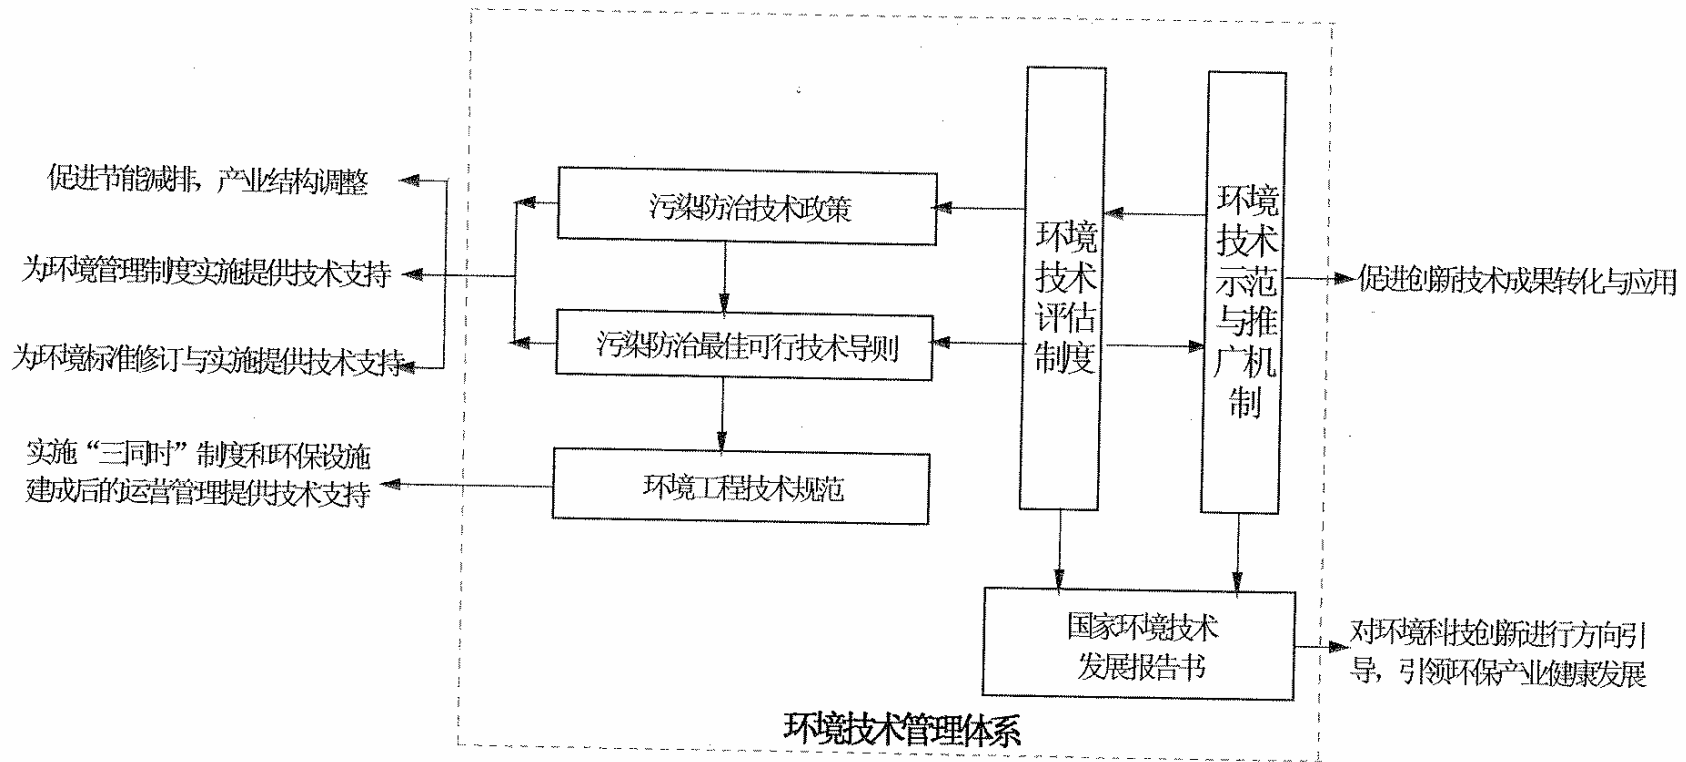 促进节能减排，产业结构调整
为环境管理制度实施提供技术支持
为环境标准修订与实施提供技术支持
实施“三同时”制度和环保设施
建成后的运营管理提供技术支持
污染防治技术政策
污染防治最佳可行技术导则
环境工程技术规范
环境
技术
评估
制度
环境
技术
示范
与推
广机
制
促进创新技术成果转化与应用
国家环境技术
发展报告书
对环境科技创新进行方向引
导，引领环保产业健康发展
环境技术管理体系